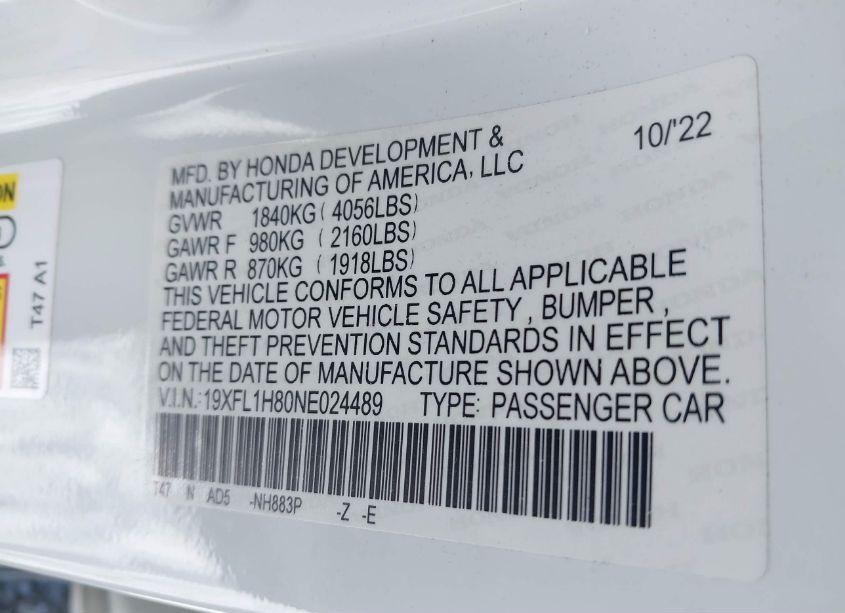 ON
T47 A1
10/'22
MFD. BY HONDA DEVELOPMENT &
MANUFACTURING OF AMERICA, LLC
GVWR 1840KG ( 4056LBS)
GAWR F 980KG ( 2160LBS)
GAWR R 870KG ( 1918LBS)
THIS VEHICLE CONFORMS TO ALL APPLICABLE
FEDERAL MOTOR VEHICLE SAFETY , BUMPER ,
AND THEFT PREVENTION STANDARDS IN EFFECT
ON THE DATE OF MANUFACTURE SHOWN ABOVE.
V.I.N.: 19XFL1H80NE024489 TYPE: PASSENGER CAR
T47 N AD5 -NH883P -Z -E